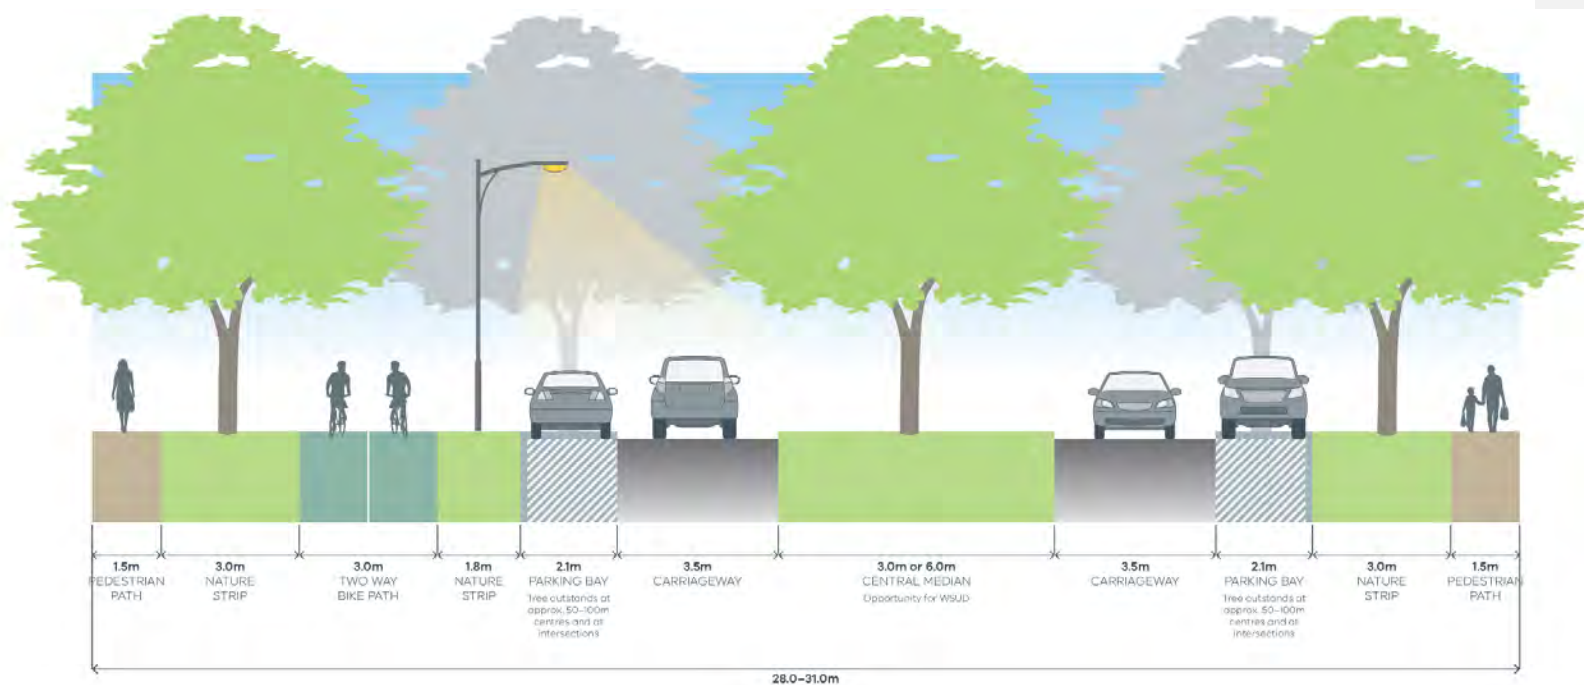 1.5m
PEDESTRIAN
PATH
3.0m
NATURE
STRIP
3.0m
TWO WAY
BIKE PATH
1.8m
NATURE
STRIP
2.1m
PARKING BAY
Tree outstands at
approx. 50-100m
centres and at
intersections
3.5m
CARRIAGEWAY
3.0m or 6.0m
CENTRAL MEDIAN
Opportunity for WSUD
3.5m
CARRIAGEWAY
2.1m
PARKING BAY
Tree outstands at
approx. 50-100m
centres and at
intersections
3.0m
NATURE
STRIP
1.5m
PEDESTRIAN
PATH
28.0-31.0m